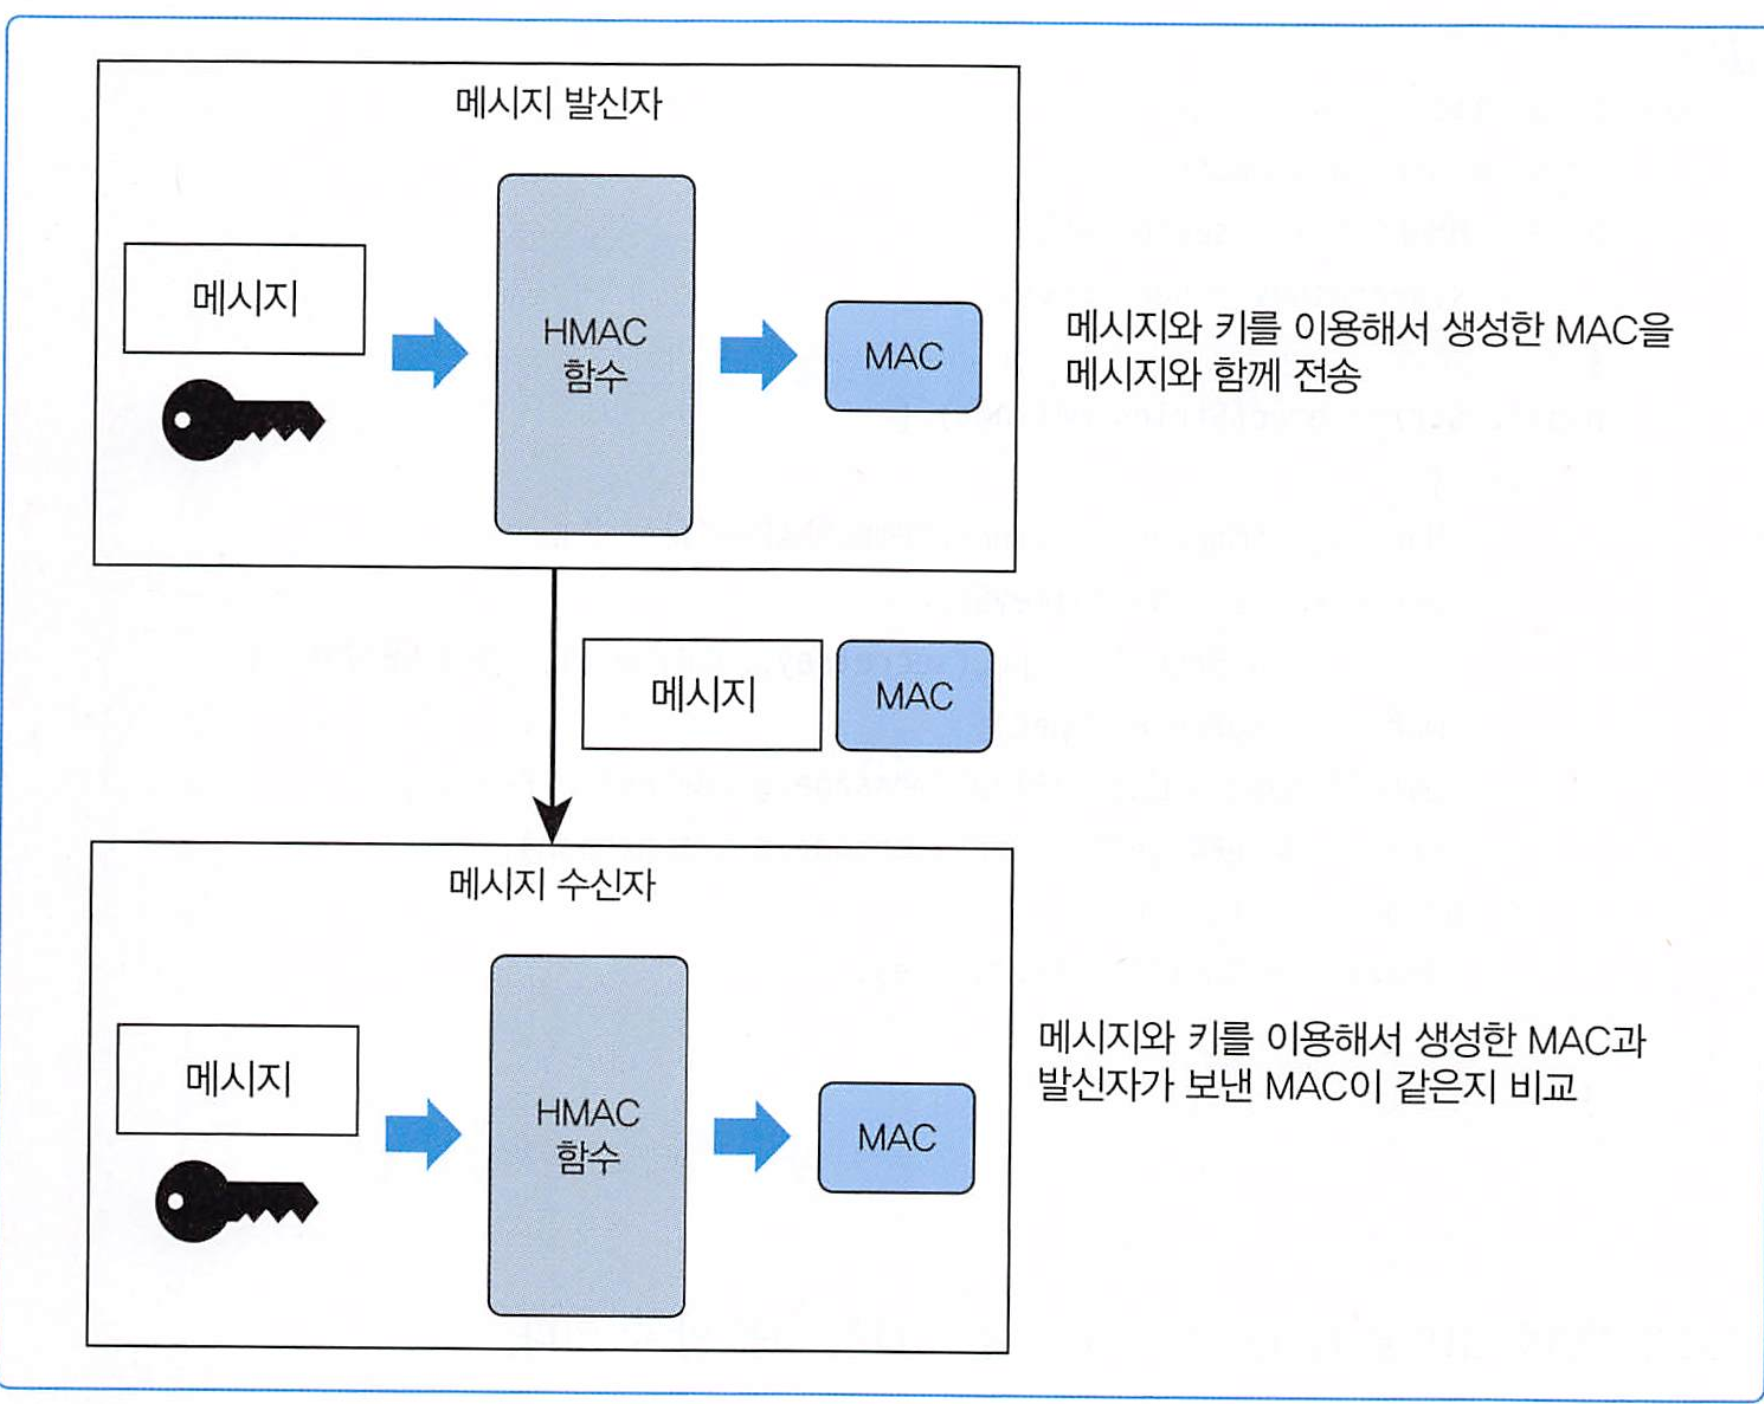 메시지 발신자
메시지
HMAC
함수
MAC
메시지와 키를 이용해서 생성한 MAC을
메시지와 함께 전송
메시지
MAC
메시지 수신자
메시지
HMAC
함수
MAC
메시지와 키를 이용해서 생성한 MAC과
발신자가 보낸 MAC이 같은지 비교